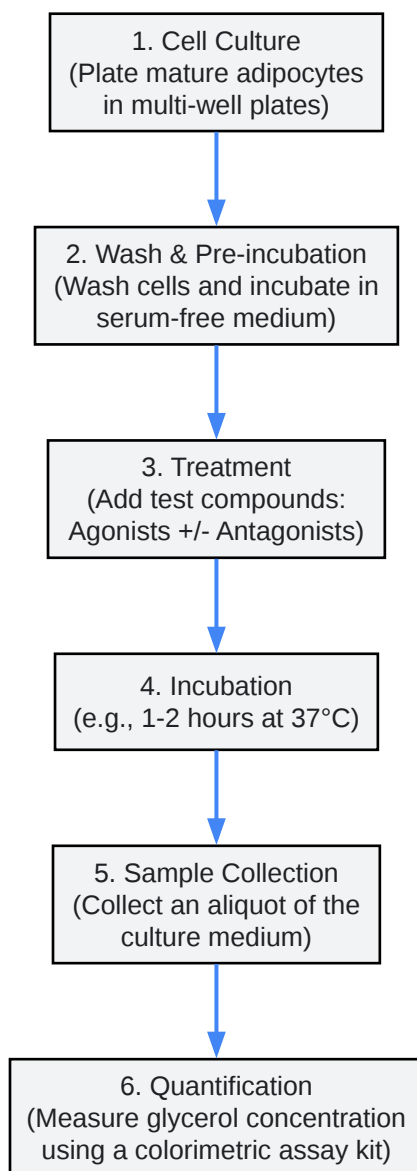 1. Cell Culture
(Plate mature adipocytes
in multi-well plates)
2. Wash & Pre-incubation
(Wash cells and incubate in
serum-free medium)
3. Treatment
(Add test compounds:
Agonists +/- Antagonists)
4. Incubation
(e.g., 1-2 hours at 37°C)
5. Sample Collection
(Collect an aliquot of the
culture medium)
6. Quantification
(Measure glycerol concentration
using a colorimetric assay kit)